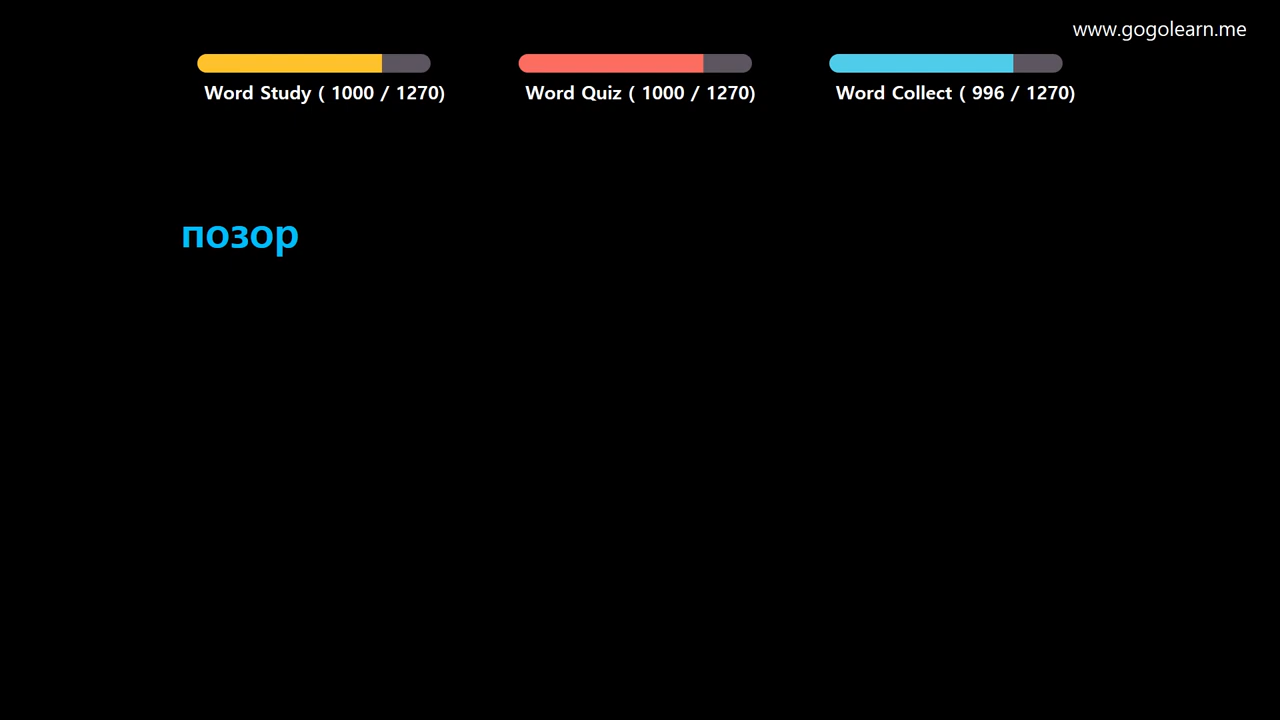 www.gogolearn.me
Word Study ( 1000 / 1270)
Word Quiz ( 1000 / 1270)
Word Collect ( 996 / 1270)
позор